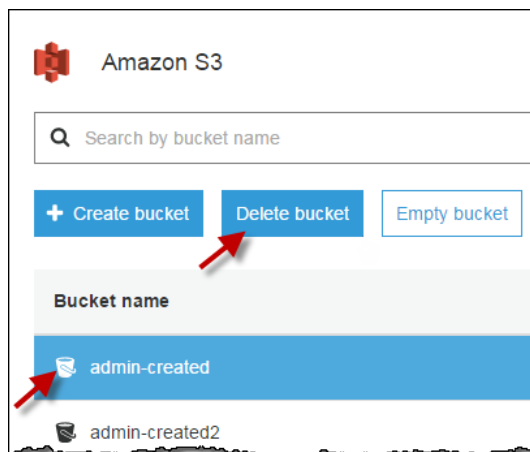 Amazon S3
Search by bucket name
+ Create bucket Delete bucket Empty bucket
Bucket name
admin-created
admin-created2